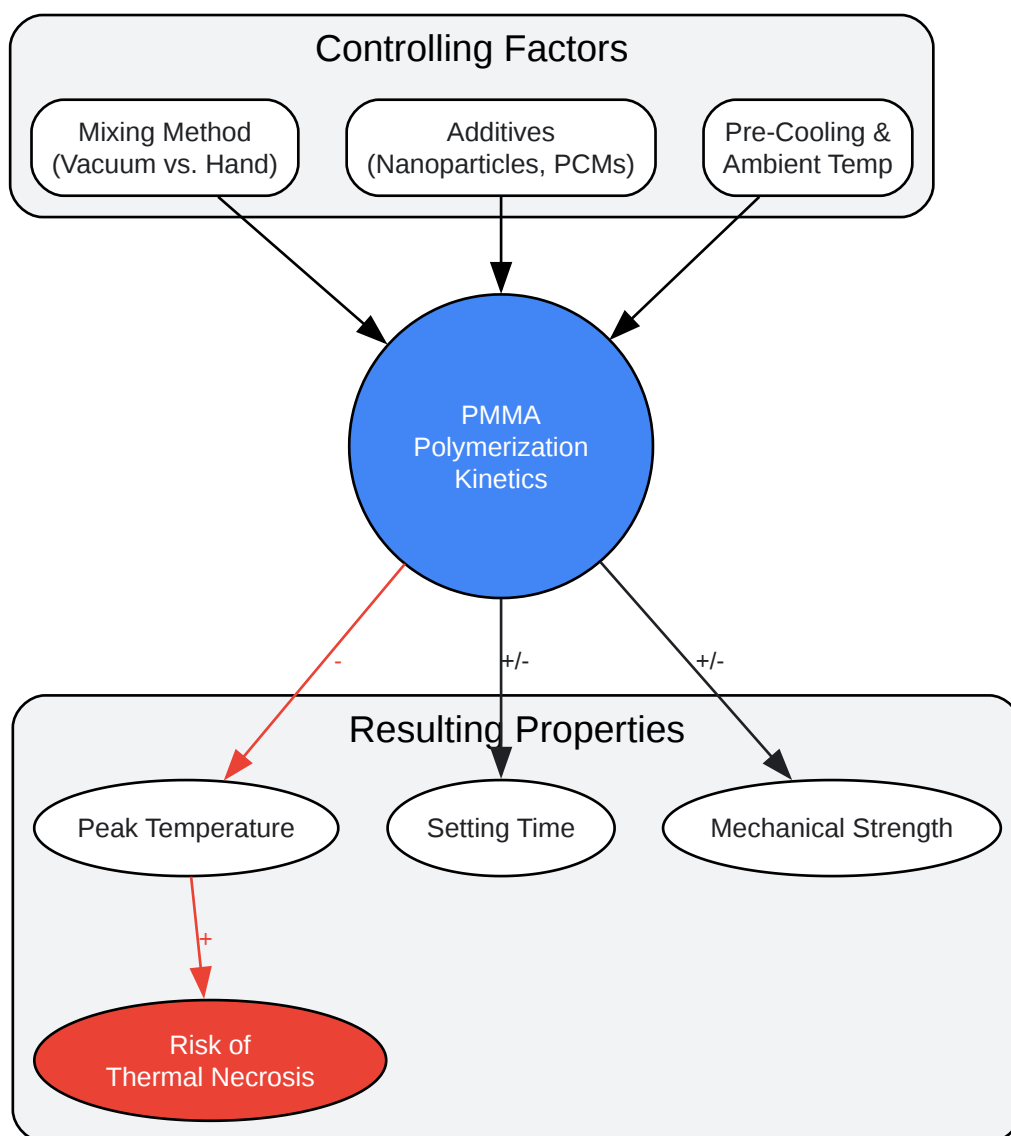 Controlling Factors
Mixing Method
(Vacuum vs. Hand)
Additives
(Nanoparticles, PCMs)
Pre-Cooling &
Ambient Temp
PMMA
Polymerization
Kinetics
-
+/-
+/-
Resulting Properties
Peak Temperature
Setting Time
Mechanical Strength
+
Risk of
Thermal Necrosis